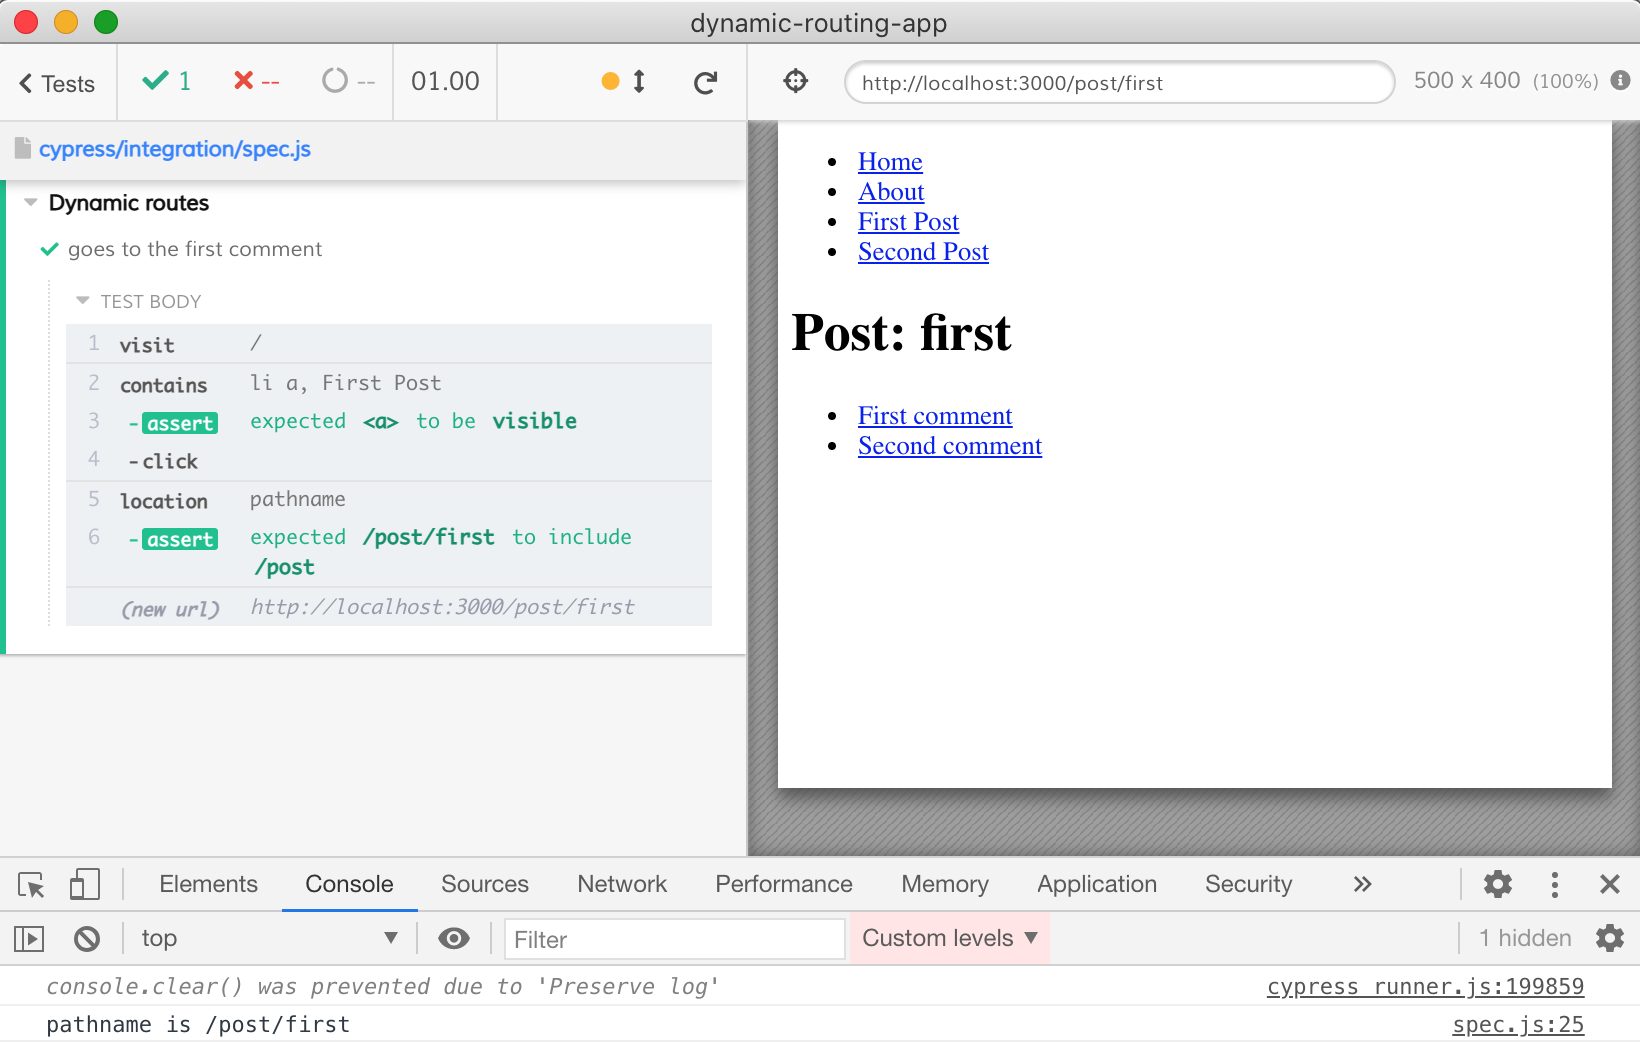 dynamic-routing-app
Tests 1 -- -- 01.00
http://localhost:3000/post/first 500 x 400 (100%)
cypress/integration/spec.js
Dynamic routes
goes to the first comment
TEST BODY
1 visit /
2 contains li a, First Post
3 -assert expected <a> to be visible
4 -click
5 location pathname
6 -assert expected /post/first to include
/post
(new url) http://localhost:3000/post/first
Home
About
First Post
Second Post
Post: first
First comment
Second comment
Elements Console Sources Network Performance Memory Application Security
top Filter Custom levels 1 hidden
console.clear() was prevented due to 'Preserve log' cypress_runner.js:199859
pathname is /post/first spec.js:25